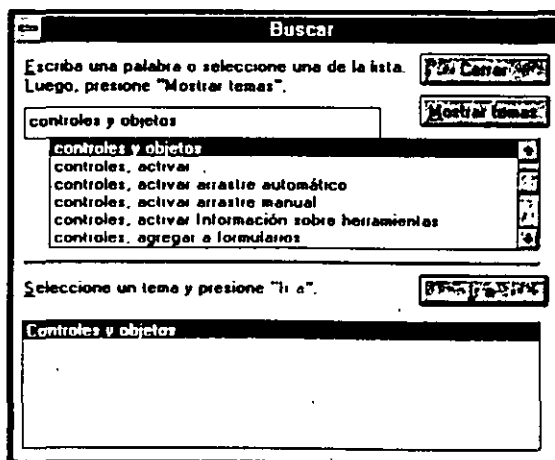 Buscar
Escriba una palabra o seleccione una de la lista.
Luego, presione "Mostrar temas".
Cerrar
Mostrar temas
controles y objetos
controles y objetos
controles, activar
controles, activar arrastre automático
controles, activar arrastre manual
controles, activar Información sobre herramientas
controles, agregar a formularios
Seleccione un tema y presione "Ir a".
Controles y objetos